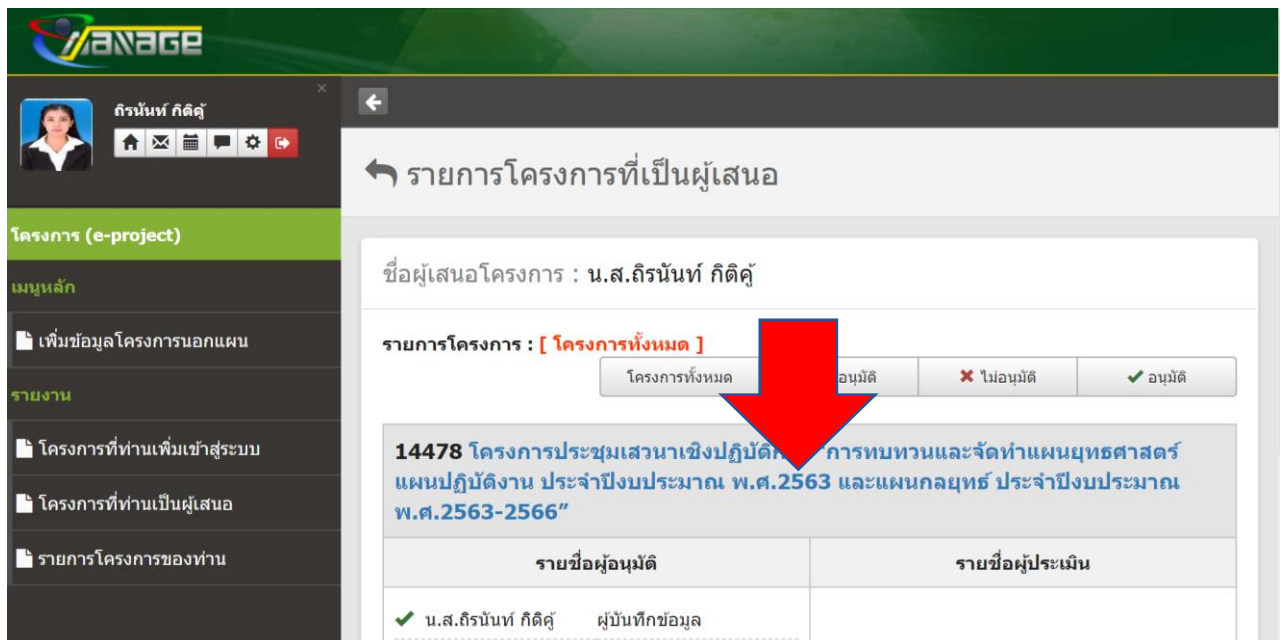 Manage
ถิรนันท์ กิติคู้
รายการโครงการที่เป็นผู้เสนอ
โครงการ (e-project)
เมนูหลัก
เพิ่มข้อมูลโครงการนอกแผน
รายงาน
โครงการที่ท่านเพิ่มเข้าสู่ระบบ
โครงการที่ท่านเป็นผู้เสนอ
รายการโครงการของท่าน
ชื่อผู้เสนอโครงการ : น.ส.ถิรนันท์ กิติคู้
รายการโครงการ : [ โครงการทั้งหมด ]
โครงการทั้งหมด อนุมัติ ไม่อนุมัติ อนุมัติ
14478 โครงการประชุมเสวนาเชิงปฏิบัติ "การทบทวนและจัดทำแผนยุทธศาสตร์
แผนปฏิบัติงาน ประจำปีงบประมาณ พ.ศ.2563 และแผนกลยุทธ์ ประจำปีงบประมาณ
พ.ศ.2563-2566”
รายชื่อผู้อนุมัติ รายชื่อผู้ประเมิน
น.ส.ถิรนันท์ กิติคู้ ผู้บันทึกข้อมูล